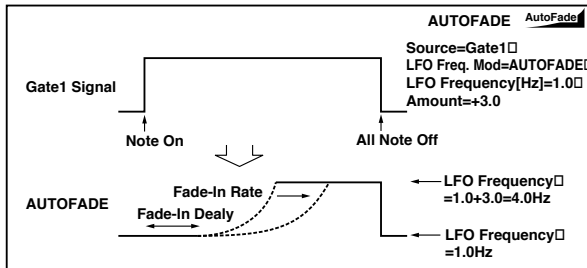 AUTOFADE AutoFade
Source=Gate1□
LFO Freq. Mod=AUTOFADE□
LFO Frequency[Hz]=1.0□
Amount=+3.0
Gate1 Signal
Note On
All Note Off
AUTOFADE
Fade-In Rate
Fade-In Dealy
LFO Frequency□
=1.0+3.0=4.0Hz
LFO Frequency□
=1.0Hz